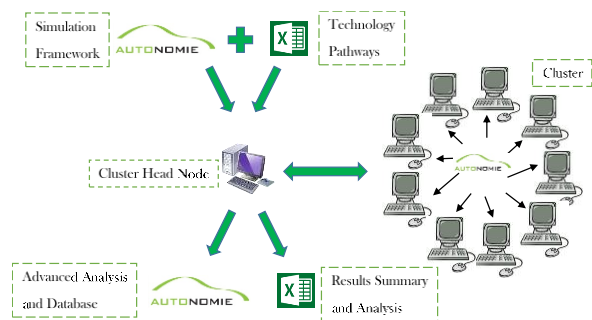 Simulation
Framework
AUTONOMIE
X
Technology
Pathways
Cluster
Cluster Head Node
AUTONOMIE
Advanced Analysis
and Database
AUTONOMIE
X
Results Summary
and Analysis